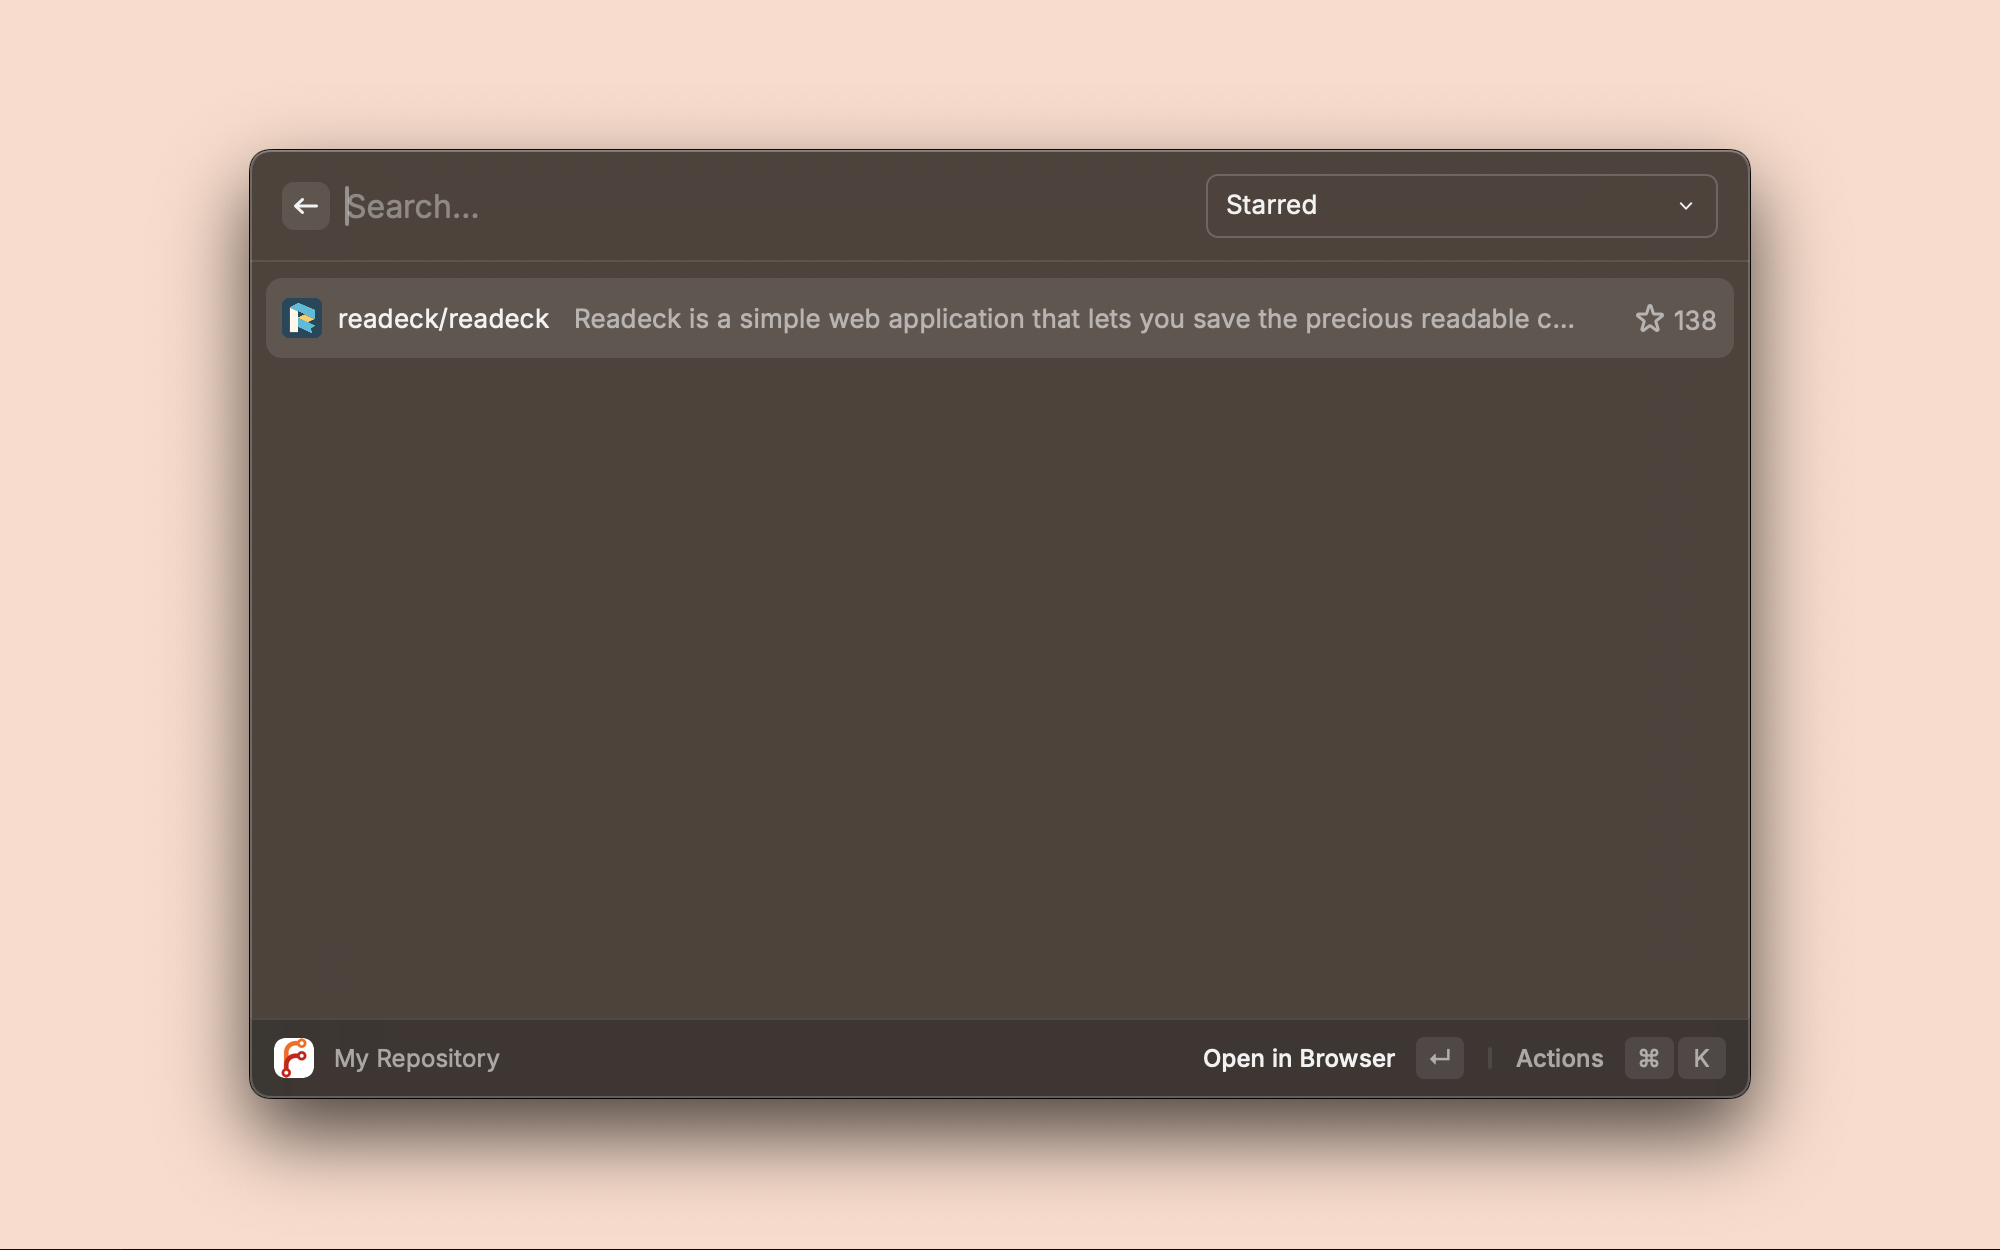 Search...
Starred
readeck/readeck Readeck is a simple web application that lets you save the precious readable c... 138
My Repository Open in Browser Actions ⌘ K